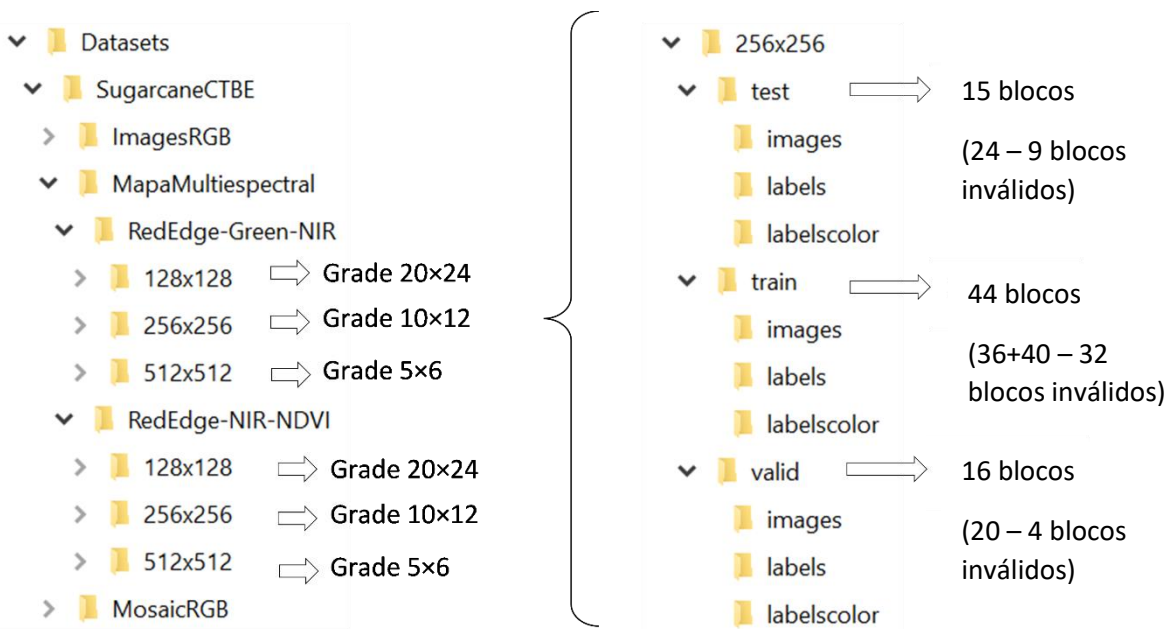 Datasets
SugarcaneCTBE
ImagesRGB
MapaMultiespectral
RedEdge-Green-NIR
128x128 Grade 20×24
256x256 Grade 10×12
512x512 Grade 5×6
RedEdge-NIR-NDVI
128x128 Grade 20×24
256x256 Grade 10×12
512x512 Grade 5×6
MosaicRGB
256x256
test
images
labels
labelscolor
15 blocos
(24 – 9 blocos
inválidos)
train
images
labels
labelscolor
44 blocos
(36+40 – 32
blocos inválidos)
valid
images
labels
labelscolor
16 blocos
(20 – 4 blocos
inválidos)